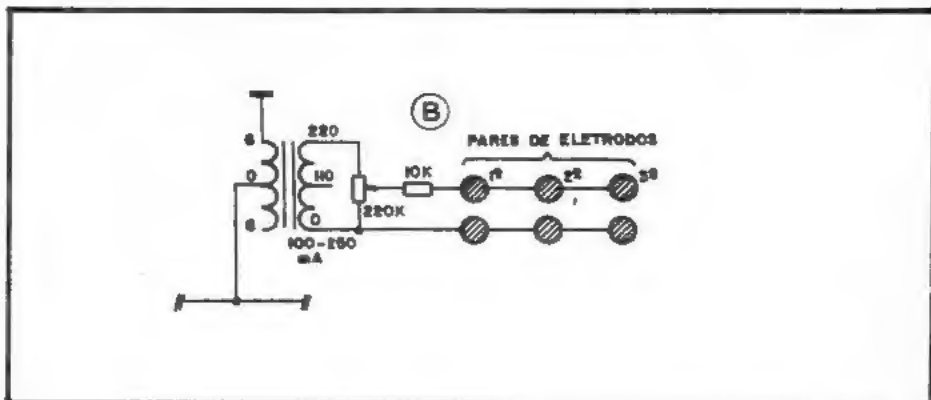 B
PARES DE ELETRODOS
6
220
0
110
10K
1º
2º
3º
6
0
220K
100-250
mA